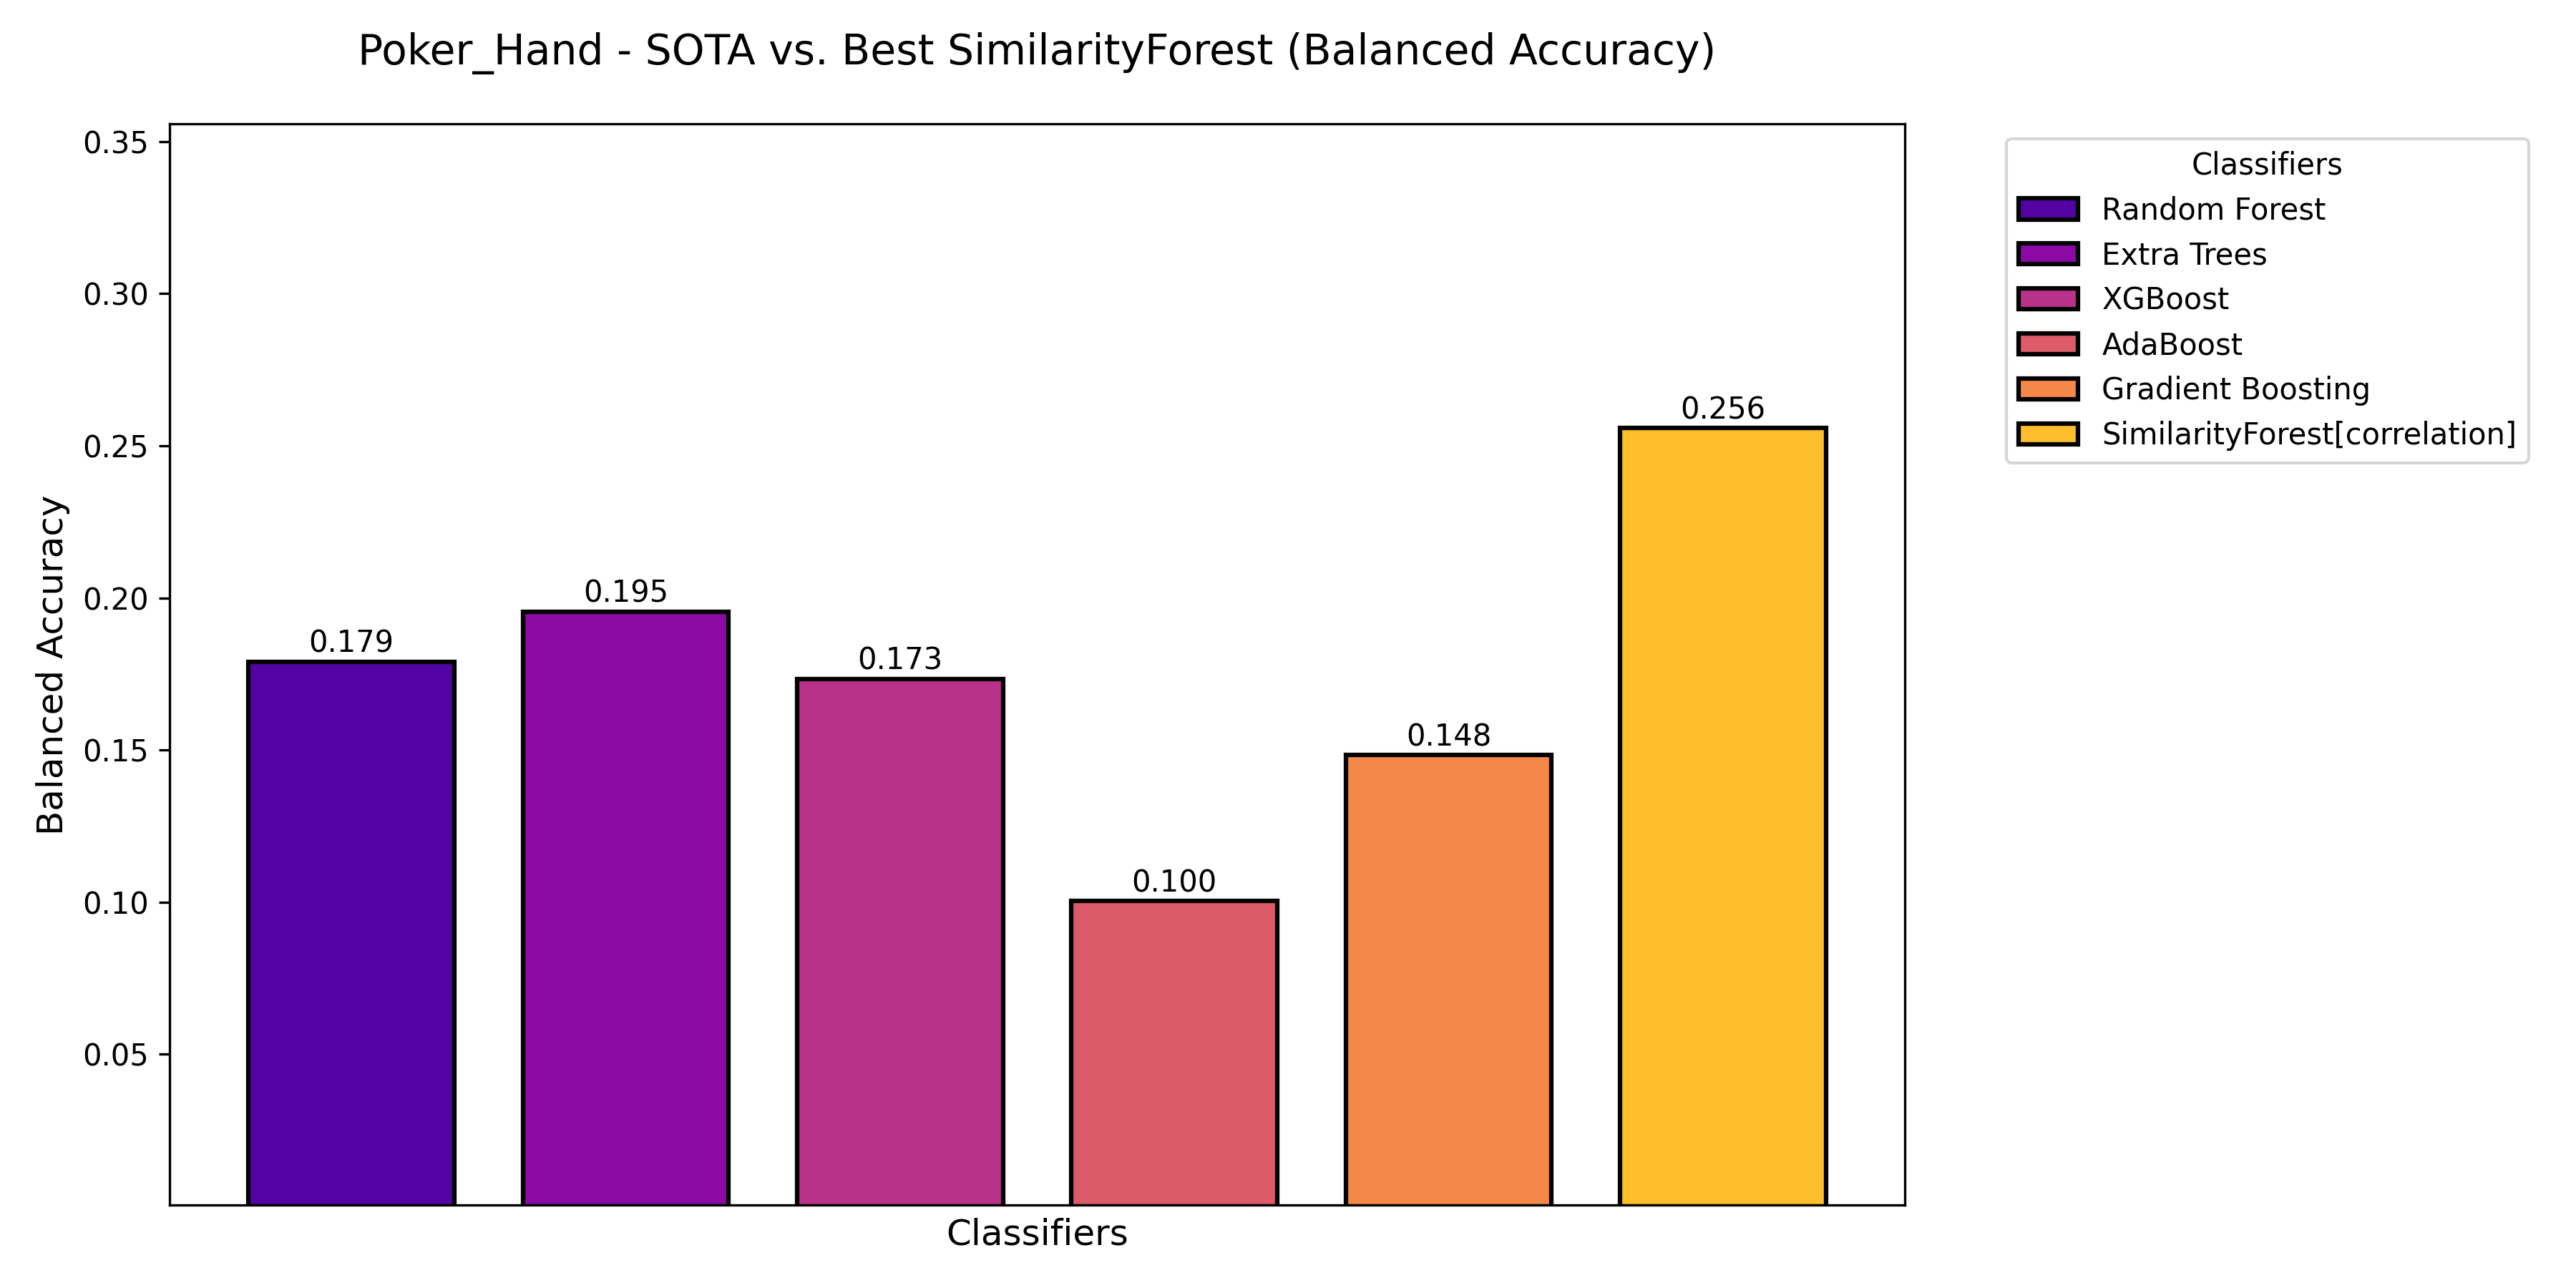 Poker_Hand - SOTA vs. Best SimilarityForest (Balanced Accuracy)
Balanced Accuracy
0.35
0.30
0.25
0.20
0.15
0.10
0.05
0.179
0.195
0.173
0.100
0.148
0.256
Classifiers
Classifiers
Random Forest
Extra Trees
XGBoost
AdaBoost
Gradient Boosting
SimilarityForest[correlation]